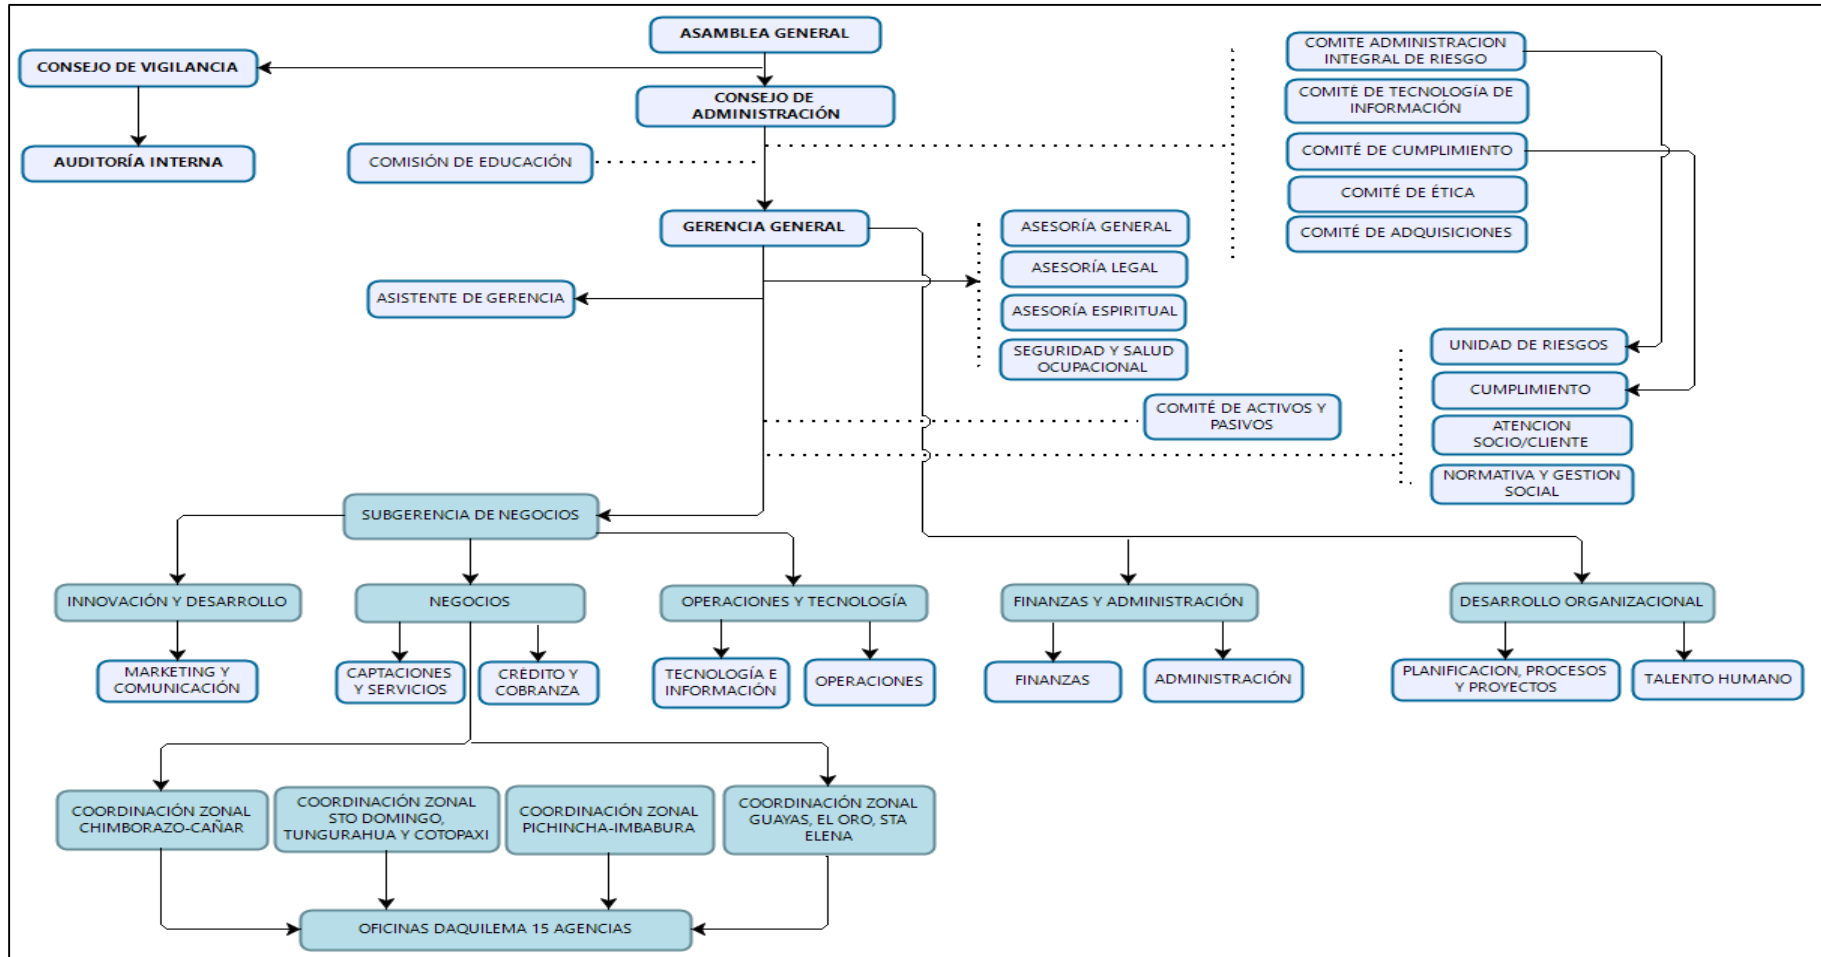 ASAMBLEA GENERAL
CONSEJO DE VIGILANCIA
CONSEJO DE
ADMINISTRACIÓN
AUDITORÍA INTERNA
COMISIÓN DE EDUCACIÓN
COMITE ADMINISTRACION
INTEGRAL DE RIESGO
COMITÉ DE TECNOLOGÍA DE
INFORMACIÓN
COMITÉ DE CUMPLIMIENTO
COMITÉ DE ÉTICA
COMITÉ DE ADQUISICIONES
GERENCIA GENERAL
ASISTENTE DE GERENCIA
ASESORÍA GENERAL
ASESORÍA LEGAL
ASESORÍA ESPIRITUAL
SEGURIDAD Y SALUD
OCUPACIONAL
COMITÉ DE ACTIVOS Y
PASIVOS
UNIDAD DE RIESGOS
CUMPLIMIENTO
ATENCION
SOCIO/CLIENTE
NORMATIVA Y GESTION
SOCIAL
SUBGERENCIA DE NEGOCIOS
INNOVACIÓN Y DESARROLLO
NEGOCIOS
OPERACIONES Y TECNOLOGÍA
FINANZAS Y ADMINISTRACIÓN
DESARROLLO ORGANIZACIONAL
MARKETING Y
COMUNICACIÓN
CAPTACIONES
Y SERVICIOS
CRÉDITO Y
COBRANZA
TECNOLOGÍA E
INFORMACIÓN
OPERACIONES
FINANZAS
ADMINISTRACIÓN
PLANIFICACION, PROCESOS
Y PROYECTOS
TALENTO HUMANO
COORDINACIÓN ZONAL
CHIMBORAZO-CAÑAR
COORDINACIÓN ZONAL
STO DOMINGO,
TUNGURAHUA Y COTOPAXI
COORDINACIÓN ZONAL
PICHINCHA-IMBABURA
COORDINACIÓN ZONAL
GUAYAS, EL ORO, STA
ELENA
OFICINAS DAQUILEMA 15 AGENCIAS